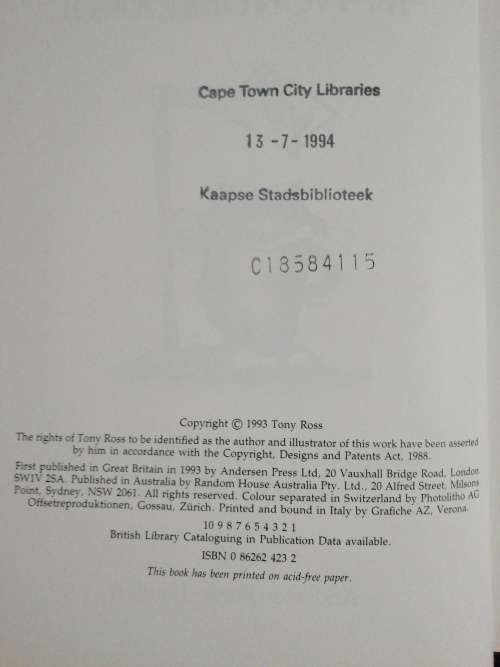 Cape Town City Libraries
13 -7- 1994
Kaapse Stadsbiblioteek
C18584115
Copyright © 1993 Tony Ross
The rights of Tony Ross to be identified as the author and illustrator of this work have been asserted
by him in accordance with the Copyright, Designs and Patents Act, 1988.
First published in Great Britain in 1993 by Andersen Press Ltd, 20 Vauxhall Bridge Road, London
SW1V 2SA. Published in Australia by Random House Australia Pty. Ltd., 20 Alfred Street, Milsons
Point, Sydney, NSW 2061. All rights reserved. Colour separated in Switzerland by Photolitho AG
Offsetreproduktionen, Gossau, Zürich. Printed and bound in Italy by Grafiche AZ, Verona.
10 9 8 7 6 5 4 3 2 1
British Library Cataloguing in Publication Data available.
ISBN 0 86262 423 2
This book has been printed on acid-free paper.